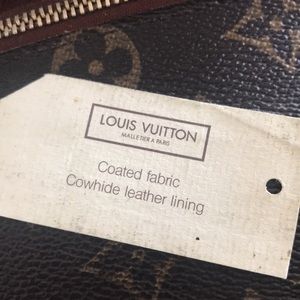 LOUIS VUITTON
MALLETIER A PARIS
Coated fabric
Cowhide leather lining